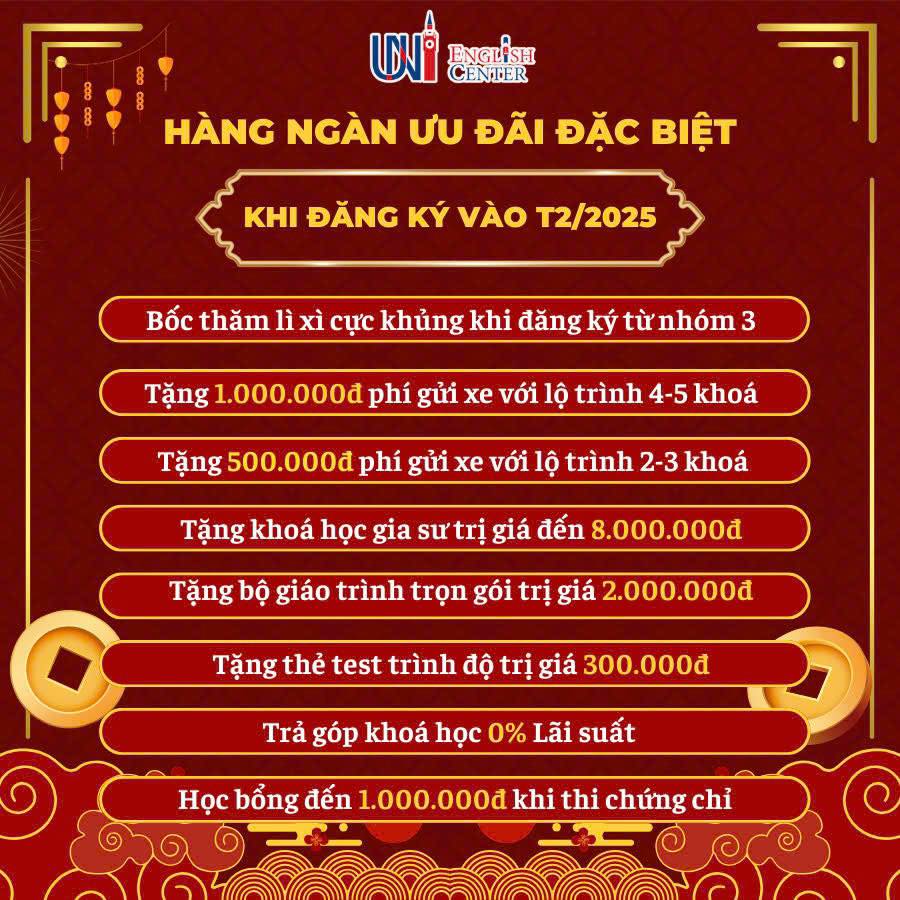 UNI ENGLISH
CENTER
HÀNG NGÀN ƯU ĐÃI ĐẶC BIỆT
KHI ĐĂNG KÝ VÀO T2/2025
Bốc thăm lì xì cực khủng khi đăng ký từ nhóm 3
Tặng 1.000.000đ phí gửi xe với lộ trình 4-5 khoá
Tặng 500.000đ phí gửi xe với lộ trình 2-3 khoá
Tặng khoá học gia sư trị giá đến 8.000.000đ
Tặng bộ giáo trình trọn gói trị giá 2.000.000đ
Tặng thẻ test trình độ trị giá 300.000đ
Trả góp khoá học 0% Lãi suất
Học bổng đến 1.000.000đ khi thi chứng chỉ